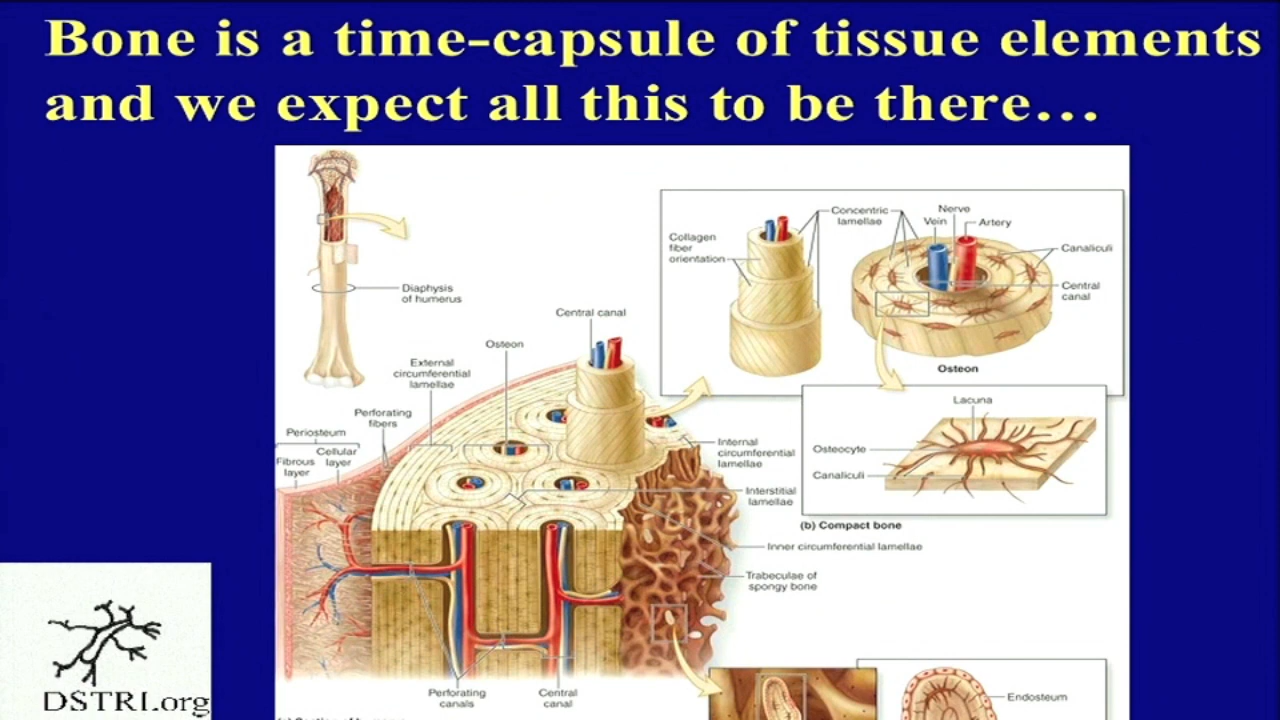 Bone is a time-capsule of tissue elements
and we expect all this to be there…
Diaphysis
of humerus
Central canal
Osteon
External
circumferential
lamellae
Perforating
fibers
Periosteum
Fibrous
layer
Cellular
layer
Internal
circumferential
lamellae
Interstitial
lamellae
Inner circumferential lamellae
Trabeculae of
spongy bone
Perforating
canals
Central
canal
Collagen
fiber
orientation
Concentric
lamellae
Nerve
Vein
Artery
Canaliculi
Central
canal
Osteon
Lacuna
Osteocyte
Canaliculi
(b) Compact bone
Endosteum
DSTRI.org